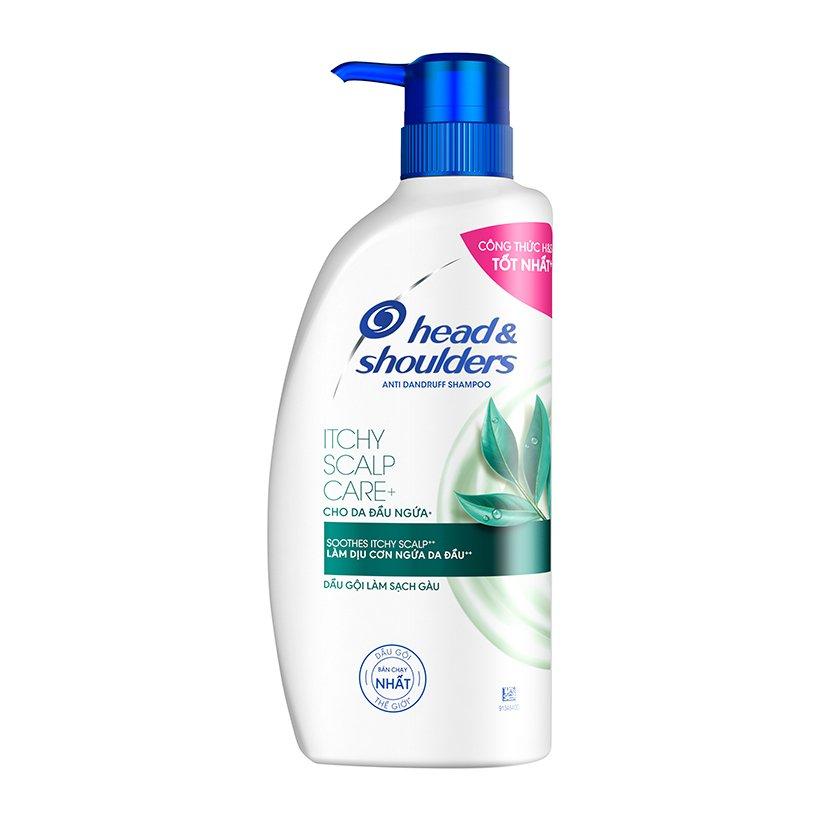 CÔNG THỨC H&S
TỐT NHẤT*
head &
shoulders
ANTI DANDRUFF SHAMPOO
ITCHY
SCALP
CARE+
CHO DA ĐẦU NGỨA*
SOOTHES ITCHY SCALP**
LÀM DỊU CƠN NGỨA DA ĐẦU**
DẦU GỘI LÀM SẠCH GÀU
DẦU GỘI
BÁN CHẠY
NHẤT
THẾ GIỚI*